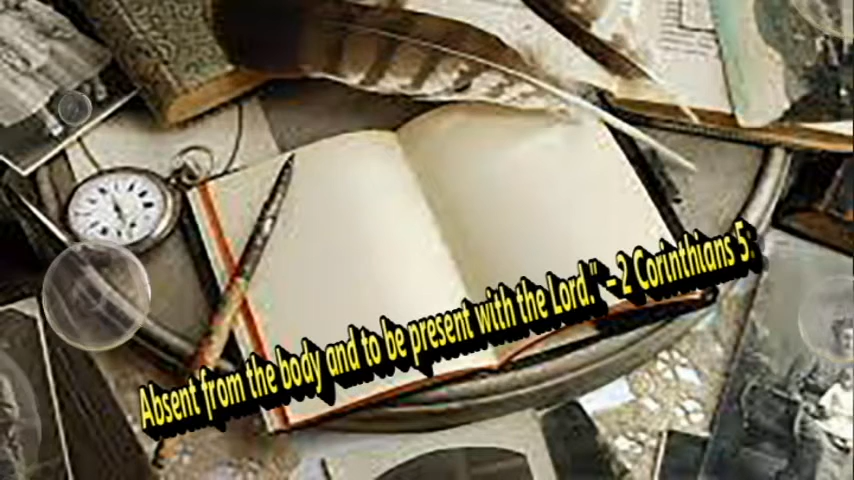 Absent from the body and to be present with the Lord." –2 Corinthians 5: